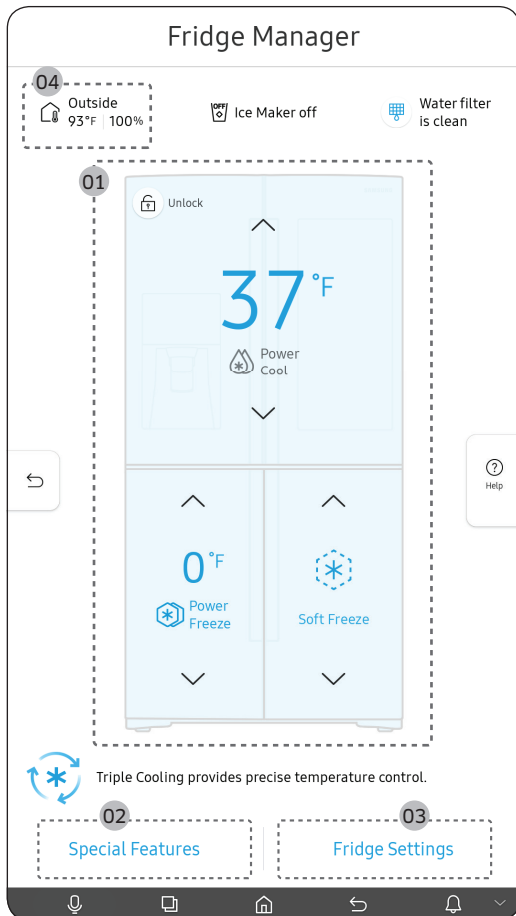 Fridge Manager
04
Outside
93°F | 100%
OFF
Ice Maker off
Water filter
is clean
01
Unlock
37°F
Power
Cool
Help
0°F
Power
Freeze
Soft Freeze
Triple Cooling provides precise temperature control.
02
03
Special Features
Fridge Settings